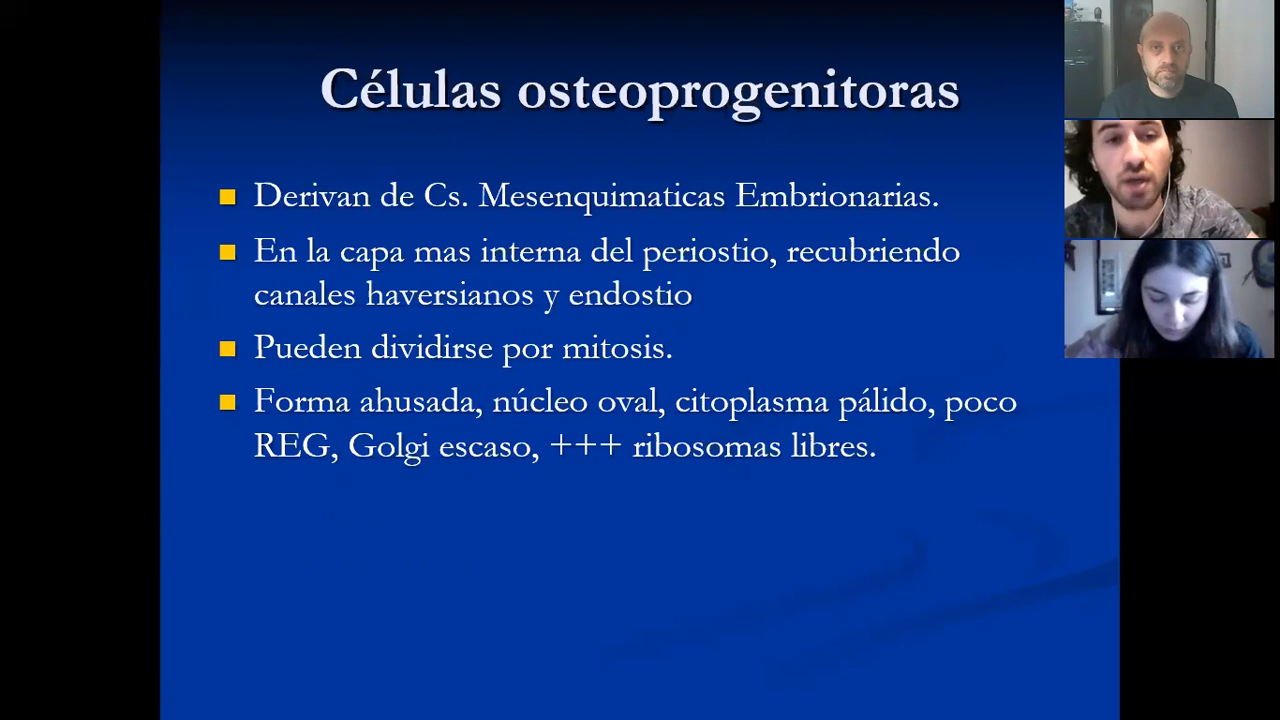 Células osteoprogenitoras
Derivan de Cs. Mesenquimaticas Embrionarias.
En la capa mas interna del periostio, recubriendo
canales haversianos y endostio
Pueden dividirse por mitosis.
Forma ahusada, núcleo oval, citoplasma pálido, poco
REG, Golgi escaso, +++ ribosomas libres.